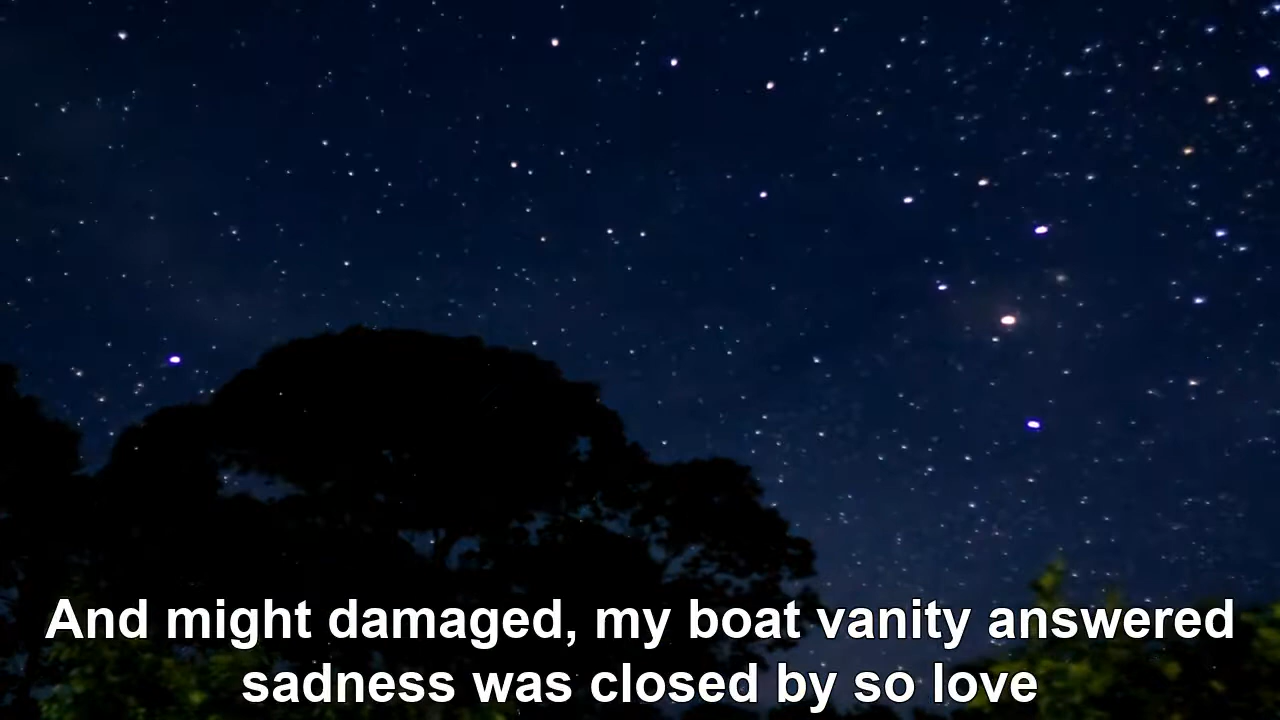 And might damaged, my boat vanity answered
sadness was closed by so love